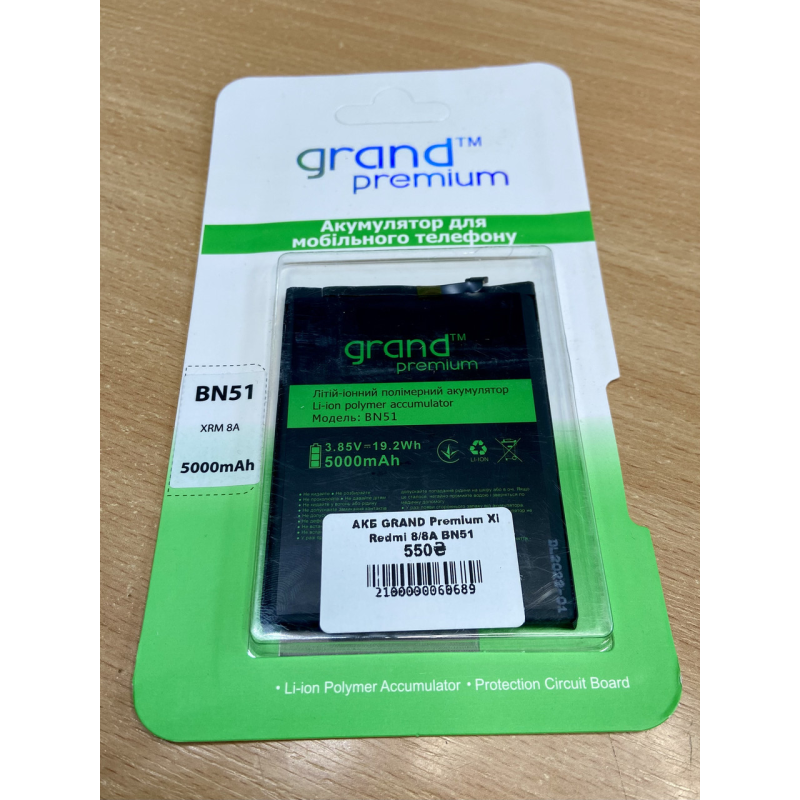 grand™
premium
Акумулятор для
мобільного телефону
BN51
XRM 8A
5000mAh
grand™
premium
Літій-іонний полімерний акумулятор
Li-ion polymer accumulator
Модель: BN51
3.85V 19.2Wh
5000mAh
LI-ION
АКБ GRAND Premium Xi
Redmi 8/8A BN51
550₴
2100000060689
• Li-ion Polymer Accumulator • Protection Circuit Board